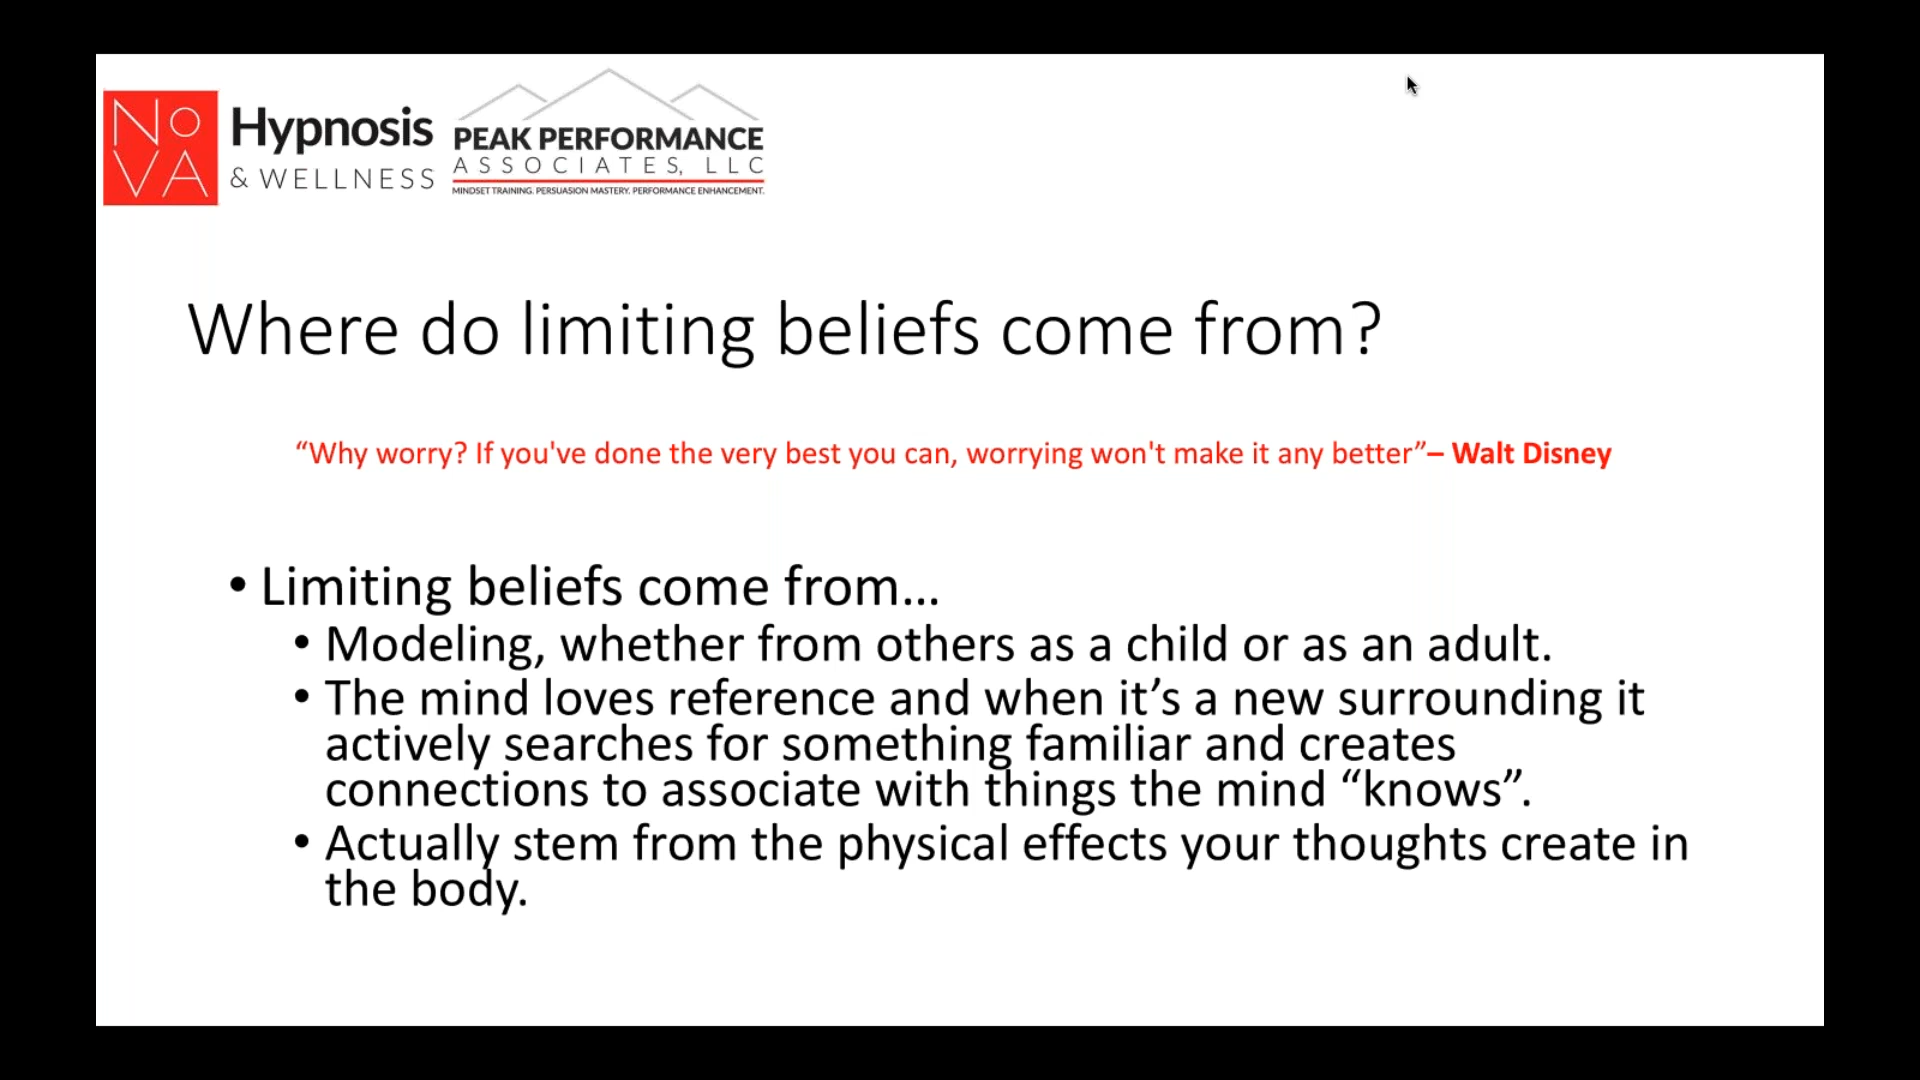 NoVA
Hypnosis
& WELLNESS
PEAK PERFORMANCE
ASSOCIATES, LLC
MINDSET TRAINING. PERSUASION MASTERY. PERFORMANCE ENHANCEMENT.
Where do limiting beliefs come from?
“Why worry? If you've done the very best you can, worrying won't make it any better”– Walt Disney
• Limiting beliefs come from…
• Modeling, whether from others as a child or as an adult.
• The mind loves reference and when it’s a new surrounding it
actively searches for something familiar and creates
connections to associate with things the mind “knows”.
• Actually stem from the physical effects your thoughts create in
the body.